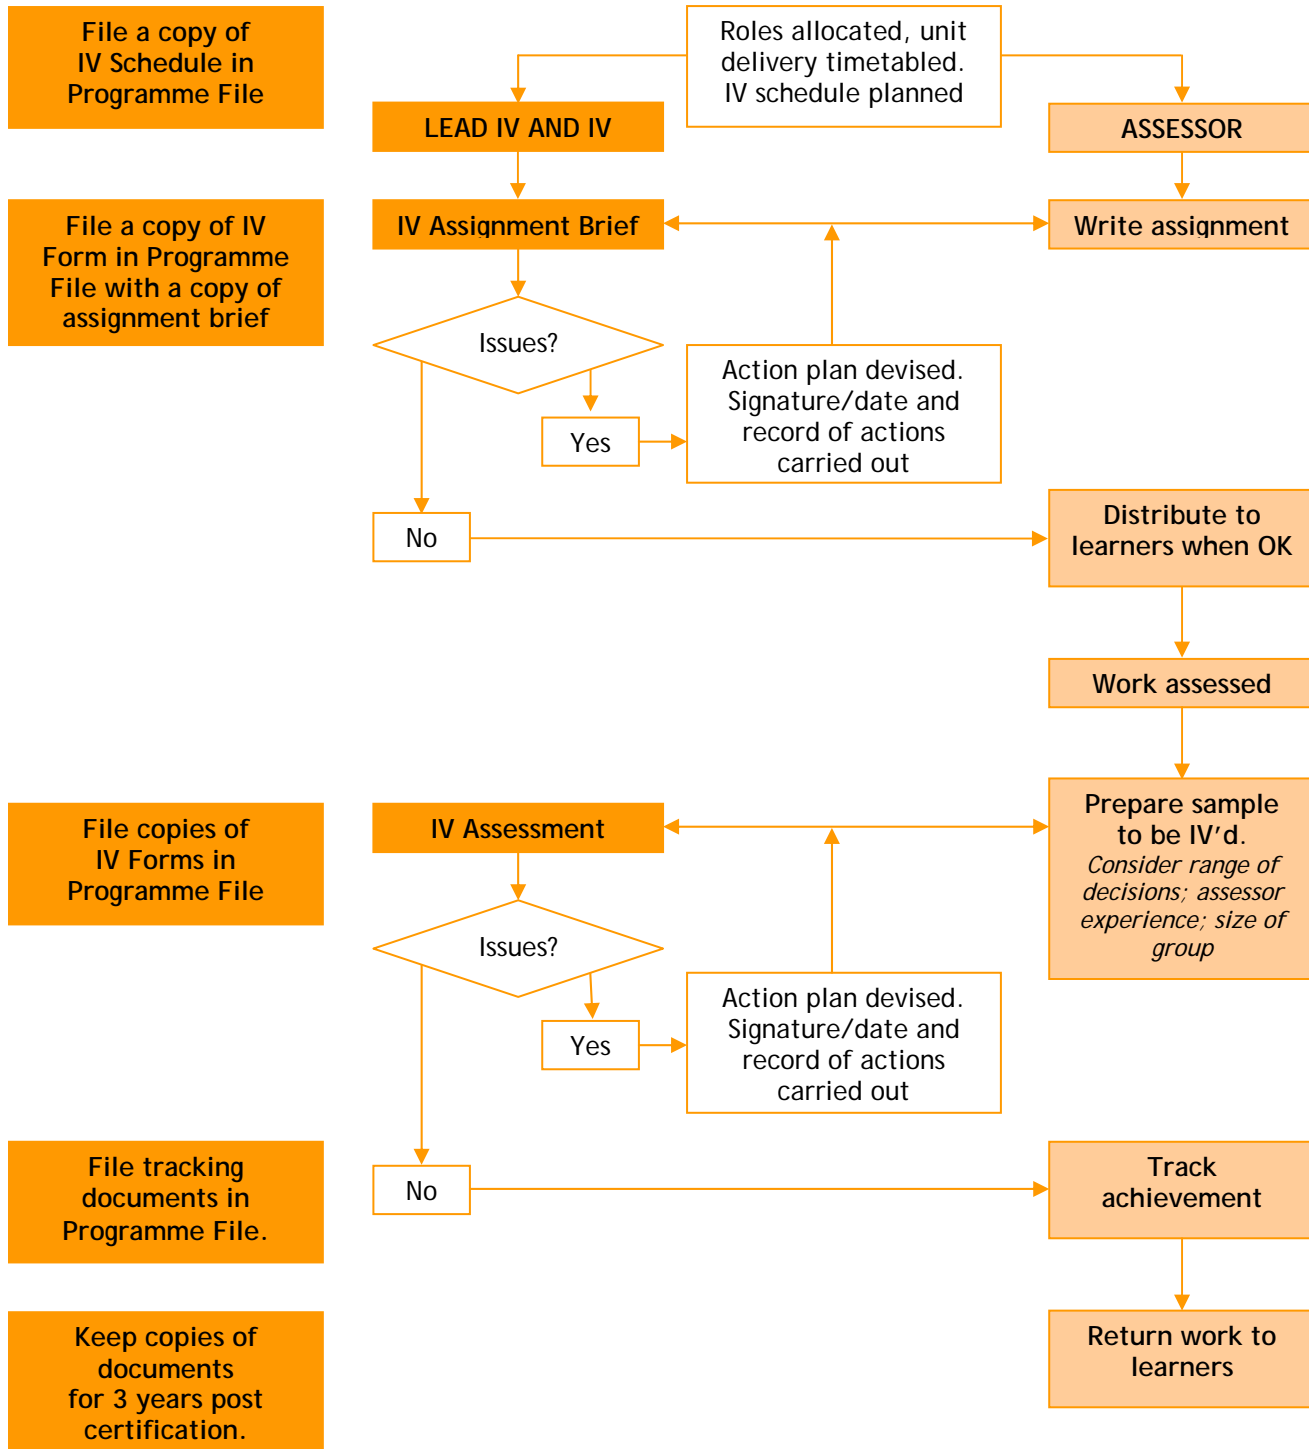 File a copy of
IV Schedule in
Programme File
Roles allocated, unit
delivery timetabled.
IV schedule planned
LEAD IV AND IV
ASSESSOR
File a copy of IV
Form in Programme
File with a copy of
assignment brief
IV Assignment Brief
Write assignment
Issues?
Action plan devised.
Signature/date and
record of actions
carried out
Yes
No
Distribute to
learners when OK
Work assessed
File copies of
IV Forms in
Programme File
IV Assessment
Prepare sample
to be IV'd.
Consider range of
decisions; assessor
experience; size of
group
Issues?
Action plan devised.
Signature/date and
record of actions
carried out
Yes
File tracking
documents in
Programme File.
No
Track
achievement
Keep copies of
documents
for 3 years post
certification.
Return work to
learners